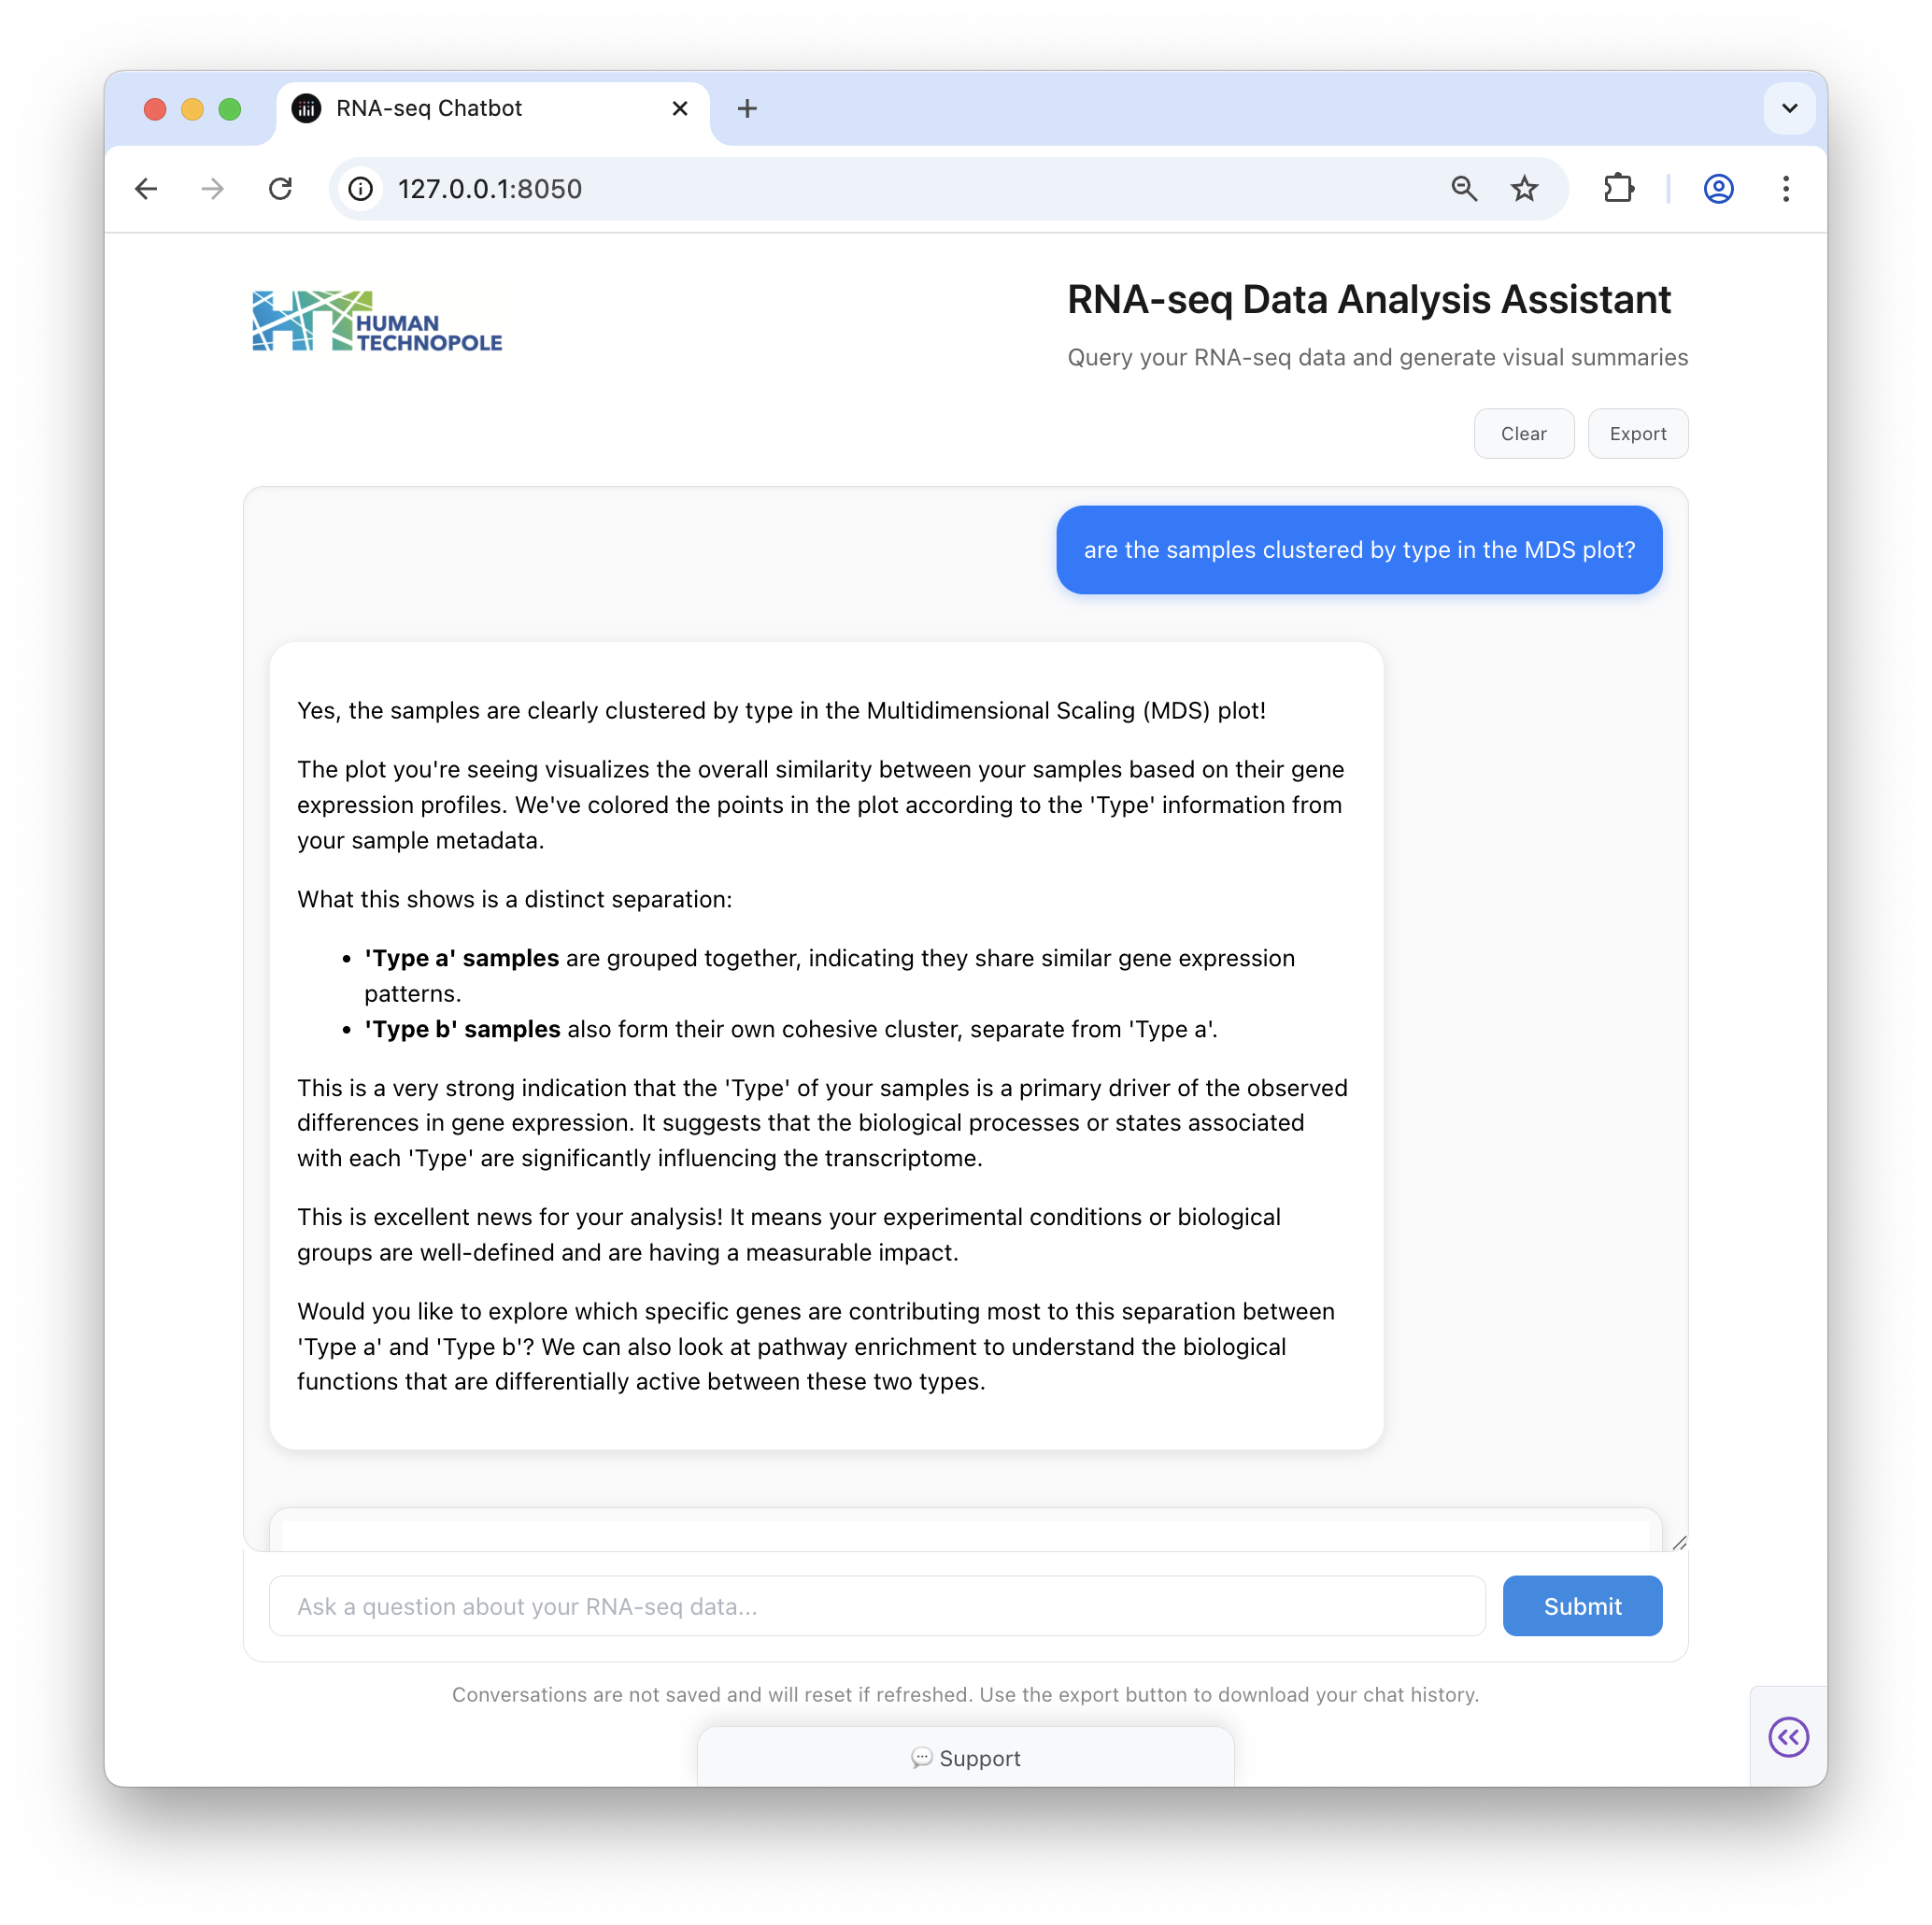 RNA-seq Chatbot
127.0.0.1:8050
HUMAN
TECHNOPOLE
RNA-seq Data Analysis Assistant
Query your RNA-seq data and generate visual summaries
Clear
Export
are the samples clustered by type in the MDS plot?
Yes, the samples are clearly clustered by type in the Multidimensional Scaling (MDS) plot!
The plot you're seeing visualizes the overall similarity between your samples based on their gene
expression profiles. We've colored the points in the plot according to the 'Type' information from
your sample metadata.
What this shows is a distinct separation:
• 'Type a' samples are grouped together, indicating they share similar gene expression
patterns.
• 'Type b' samples also form their own cohesive cluster, separate from 'Type a'.
This is a very strong indication that the 'Type' of your samples is a primary driver of the observed
differences in gene expression. It suggests that the biological processes or states associated
with each 'Type' are significantly influencing the transcriptome.
This is excellent news for your analysis! It means your experimental conditions or biological
groups are well-defined and are having a measurable impact.
Would you like to explore which specific genes are contributing most to this separation between
'Type a' and 'Type b'? We can also look at pathway enrichment to understand the biological
functions that are differentially active between these two types.
Ask a question about your RNA-seq data...
Submit
Conversations are not saved and will reset if refreshed. Use the export button to download your chat history.
💬 Support